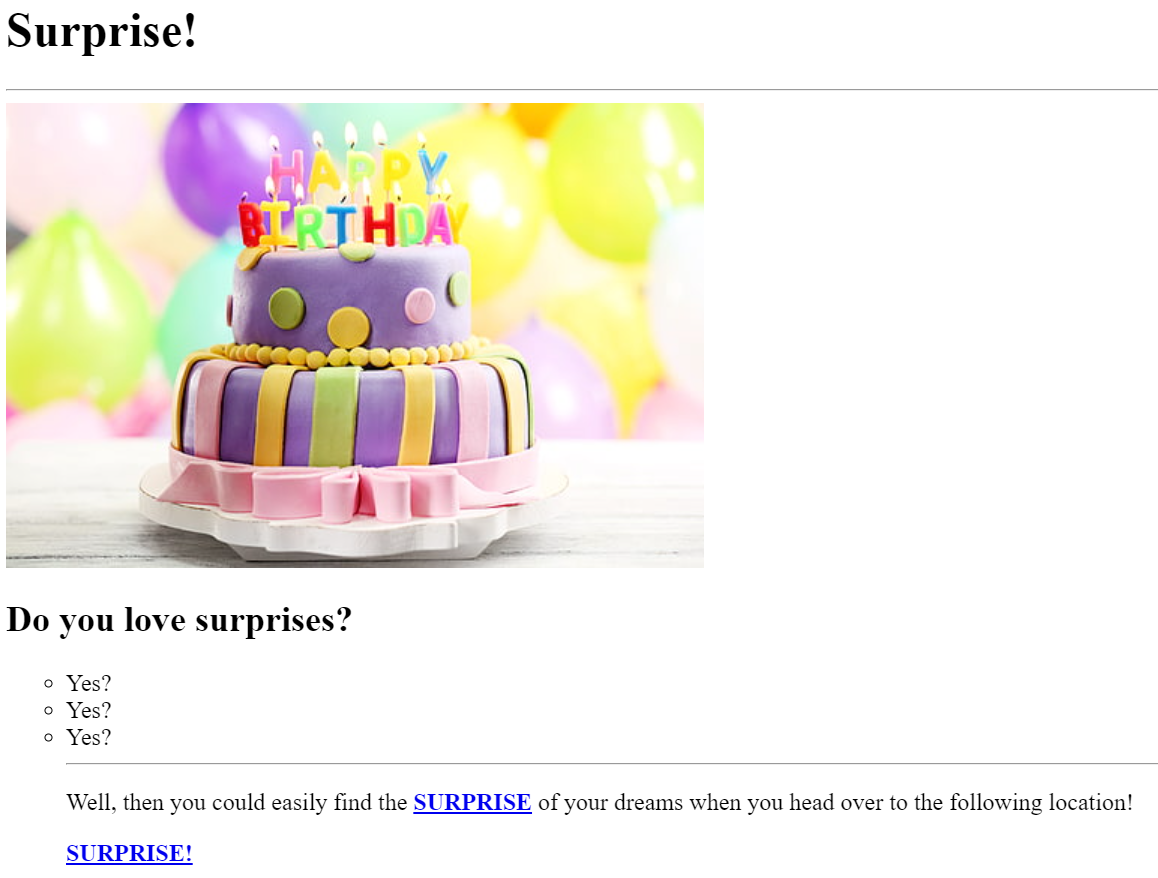 Surprise!
HAPPY
BIRTHDAY
Do you love surprises?
Yes?
Yes?
Yes?
Well, then you could easily find the SURPRISE of your dreams when you head over to the following location!
SURPRISE!